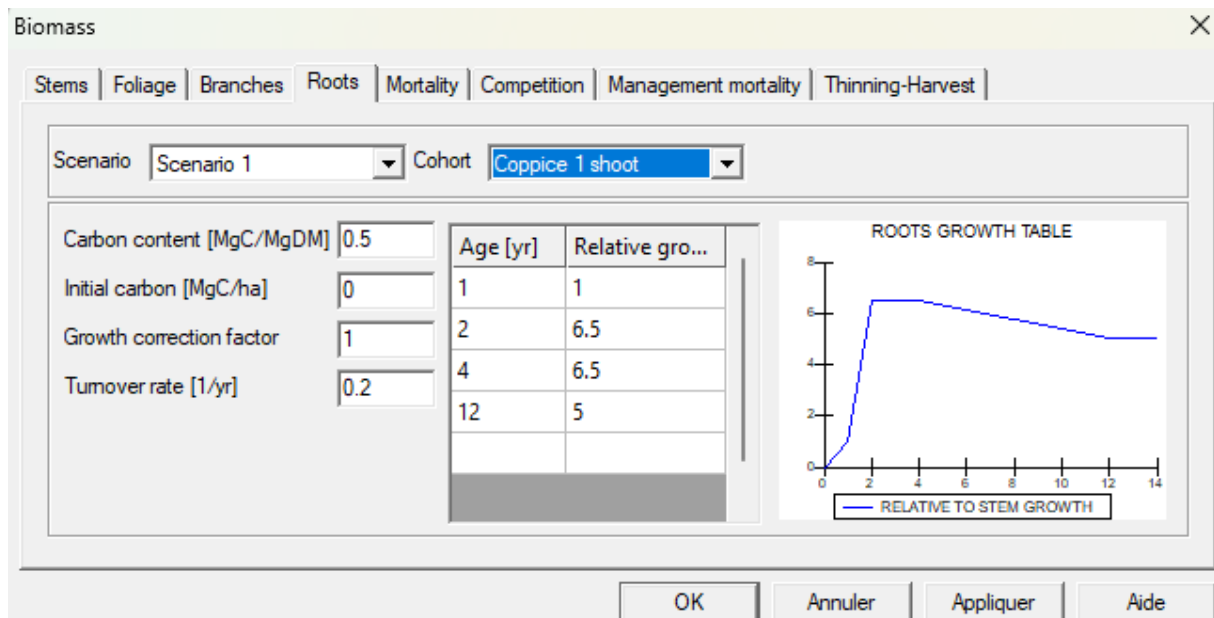 Biomass
Stems Foliage Branches Roots Mortality Competition Management mortality Thinning-Harvest
Scenario Scenario 1 Cohort Coppice 1 shoot
Carbon content [MgC/MgDM] 0.5
Initial carbon [MgC/ha] 0
Growth correction factor 1
Turnover rate [1/yr] 0.2
Age [yr] Relative gro...
1 1
2 6.5
4 6.5
12 5
ROOTS GROWTH TABLE
8
6
4
2
0
0 2 4 6 8 10 12 14
RELATIVE TO STEM GROWTH
OK Annuler Appliquer Aide